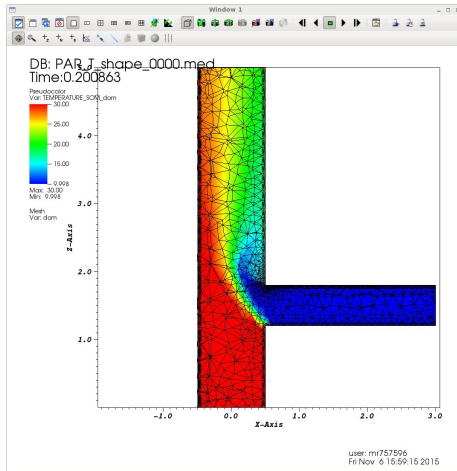 Window 1
DB: PAR_T_shape_0000.med
Time:0.200863
Pseudocolor
Var: TEMPERATURE_SOM_dom
30.00
25.00
20.00
15.00
9.998
Max: 30.00
Min: 9.998
Mesh
Var: dom
5.0
4.0
3.0
2.0
1.0
Z-Axis
-1.0 0.0 1.0 2.0 3.0
X-Axis
user: mr757596
Fri Nov 6 15:59:15 2015